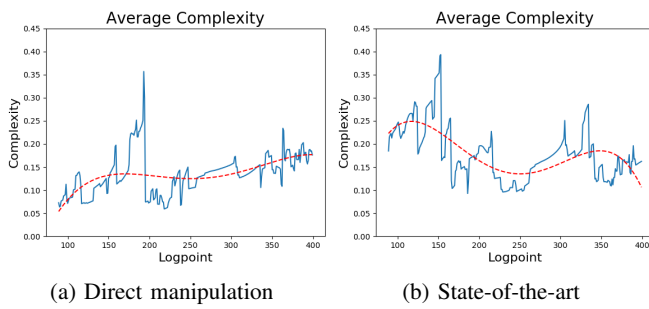 Average Complexity
Complexity
0.45
0.40
0.35
0.30
0.25
0.20
0.15
0.10
0.05
0.00
100 150 200 250 300 350 400
Logpoint
(a) Direct manipulation
Average Complexity
Complexity
0.45
0.40
0.35
0.30
0.25
0.20
0.15
0.10
0.05
0.00
100 150 200 250 300 350 400
Logpoint
(b) State-of-the-art